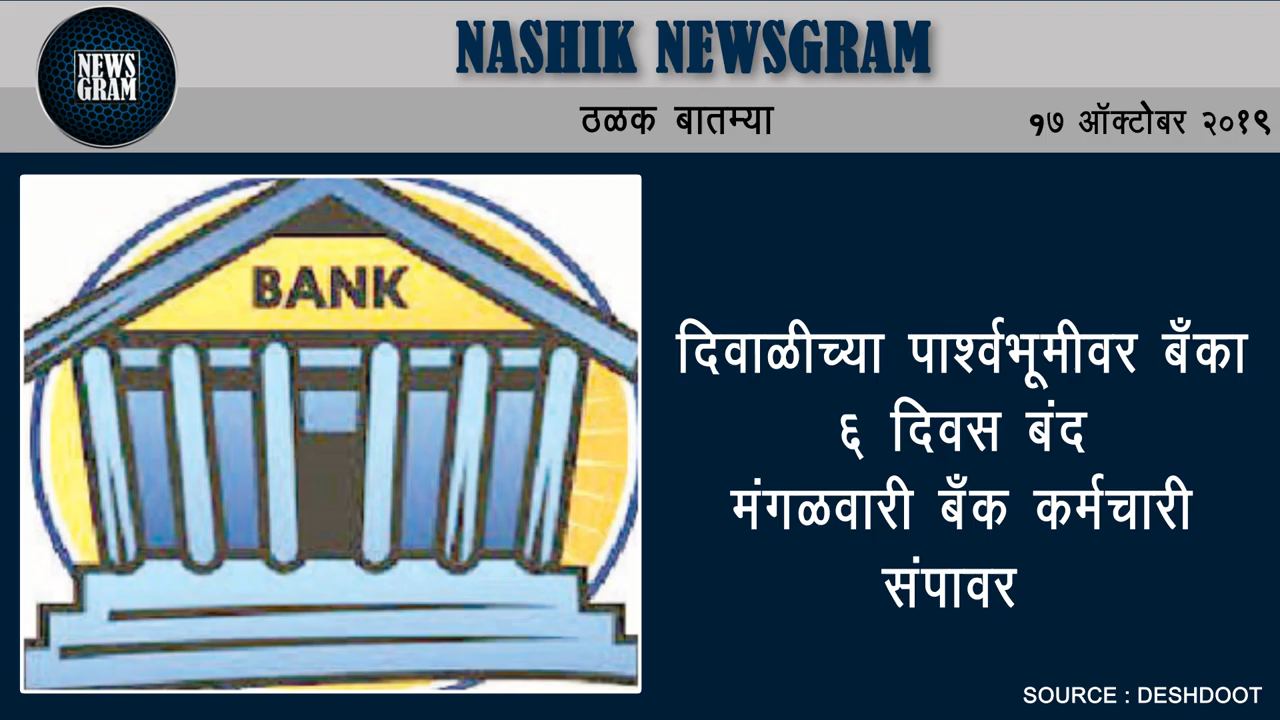 NEWS
GRAM
NASHIK NEWSGRAM
ठळक बातम्या
१७ ऑक्टोबर २०१९
BANK
दिवाळीच्या पार्श्वभूमीवर बँका
६ दिवस बंद
मंगळवारी बँक कर्मचारी
संपावर
SOURCE : DESHDOOT